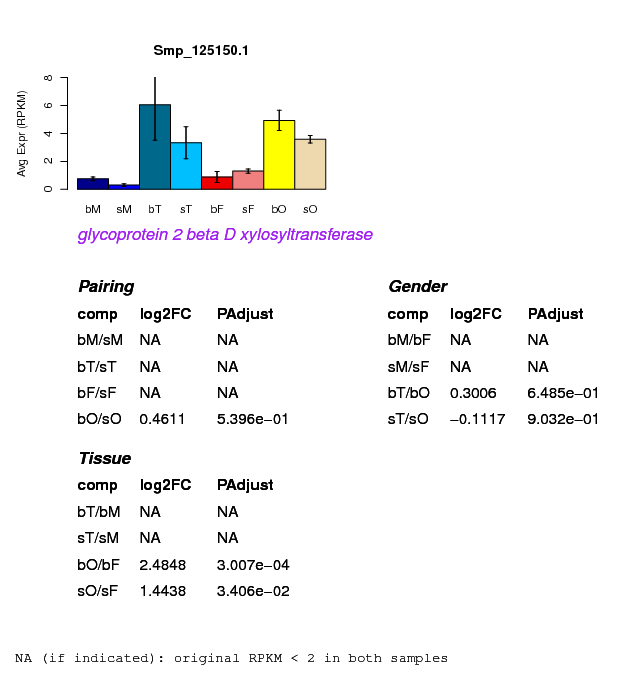 Smp_125150.1
Avg Expr (RPKM)
0 2 4 6 8
bM sM bT sT bF sF bO sO
glycoprotein 2 beta D xylosyltransferase
Pairing
comp log2FC PAdjust
bM/sM NA NA
bT/sT NA NA
bF/sF NA NA
bO/sO 0.4611 5.396e−01
Gender
comp log2FC PAdjust
bM/bF NA NA
sM/sF NA NA
bT/bO 0.3006 6.485e−01
sT/sO −0.1117 9.032e−01
Tissue
comp log2FC PAdjust
bT/bM NA NA
sT/sM NA NA
bO/bF 2.4848 3.007e−04
sO/sF 1.4438 3.406e−02
NA (if indicated): original RPKM < 2 in both samples